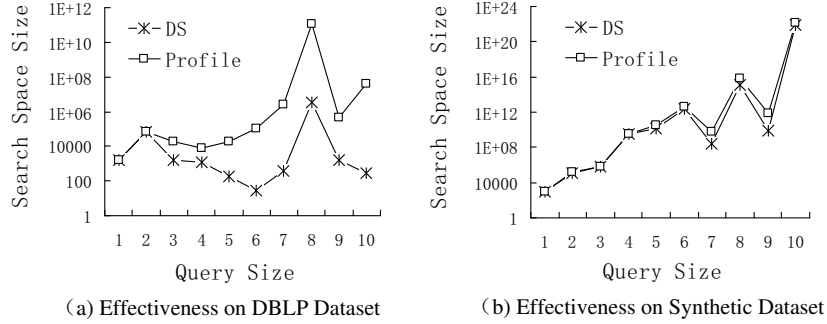 Search Space Size
1E+12
1E+10
1E+08
1E+06
10000
100
1
DS
Profile
1 2 3 4 5 6 7 8 9 10
Query Size
（a) Effectiveness on DBLP Dataset
Search Space Size
1E+24
1E+20
1E+16
1E+12
1E+08
10000
1
DS
Profile
1 2 3 4 5 6 7 8 9 10
Query Size
（b) Effectiveness on Synthetic Dataset